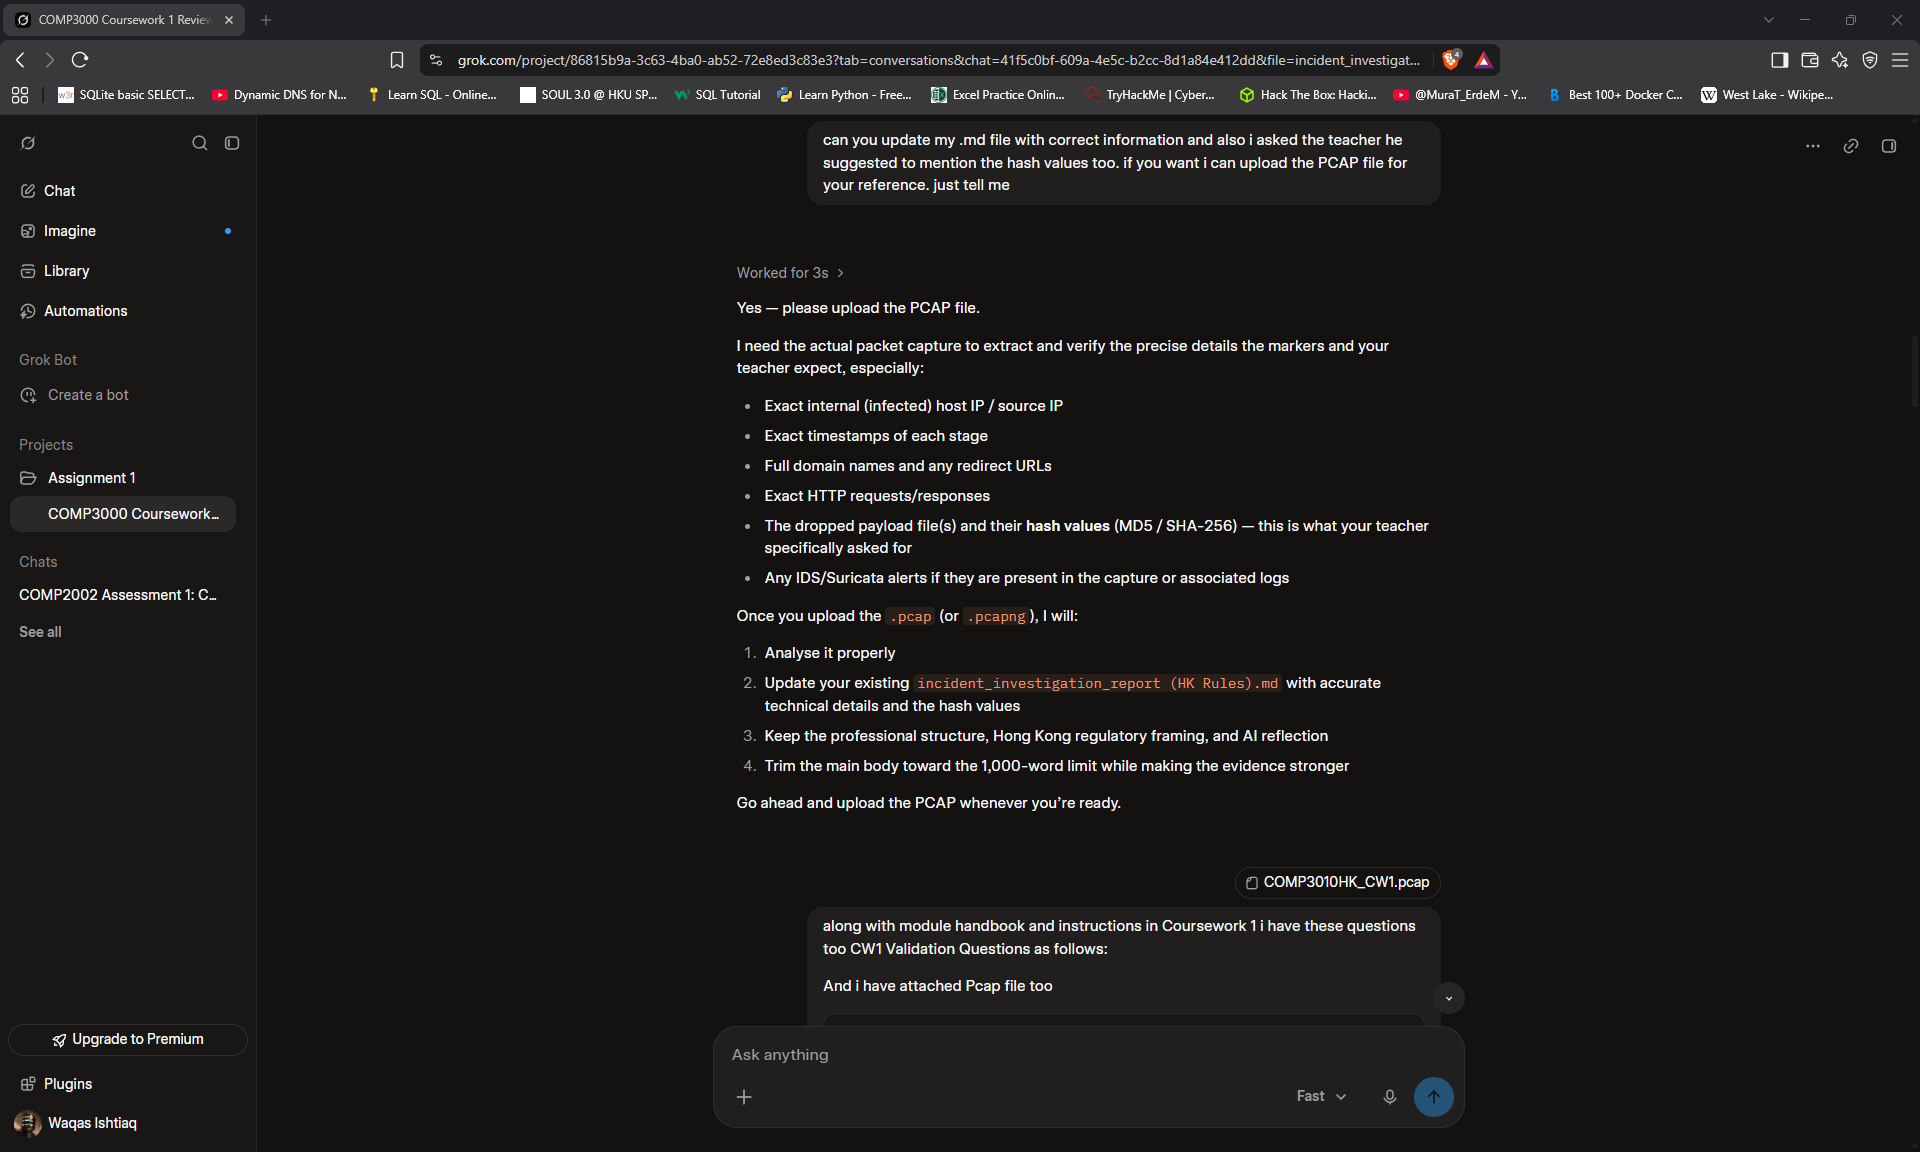 COMP3000 Coursework 1 Review
grok.com/project/86815b9a-3c63-4ba0-ab52-72e8ed3c83e3?tab=conversations&chat=41f5c0bf-609a-4e5c-b2cc-8d1a84e412dd&file=incident_investigat...
4
w3r SQLite basic SELECT... Dynamic DNS for N... Learn SQL - Online... SOUL 3.0 @ HKU SP... SQL Tutorial Learn Python - Free... Excel Practice Onlin... TryHackMe | Cyber... Hack The Box: Hacki... @MuraT_ErdeM - Y... B Best 100+ Docker C... W West Lake - Wikipe...
Chat
Imagine
Library
Automations
Grok Bot
Create a bot
Projects
Assignment 1
COMP3000 Coursework...
Chats
COMP2002 Assessment 1: C...
See all
Upgrade to Premium
Plugins
Waqas Ishtiaq
can you update my .md file with correct information and also i asked the teacher he
suggested to mention the hash values too. if you want i can upload the PCAP file for
your reference. just tell me
Worked for 3s
Yes — please upload the PCAP file.
I need the actual packet capture to extract and verify the precise details the markers and your
teacher expect, especially:
• Exact internal (infected) host IP / source IP
• Exact timestamps of each stage
• Full domain names and any redirect URLs
• Exact HTTP requests/responses
• The dropped payload file(s) and their hash values (MD5 / SHA-256) — this is what your teacher
specifically asked for
• Any IDS/Suricata alerts if they are present in the capture or associated logs
Once you upload the .pcap (or .pcapng), I will:
1. Analyse it properly
2. Update your existing incident_investigation_report (HK Rules).md with accurate
technical details and the hash values
3. Keep the professional structure, Hong Kong regulatory framing, and AI reflection
4. Trim the main body toward the 1,000-word limit while making the evidence stronger
Go ahead and upload the PCAP whenever you're ready.
COMP3010HK_CW1.pcap
along with module handbook and instructions in Coursework 1 i have these questions
too CW1 Validation Questions as follows:
And i have attached Pcap file too
Ask anything
Fast